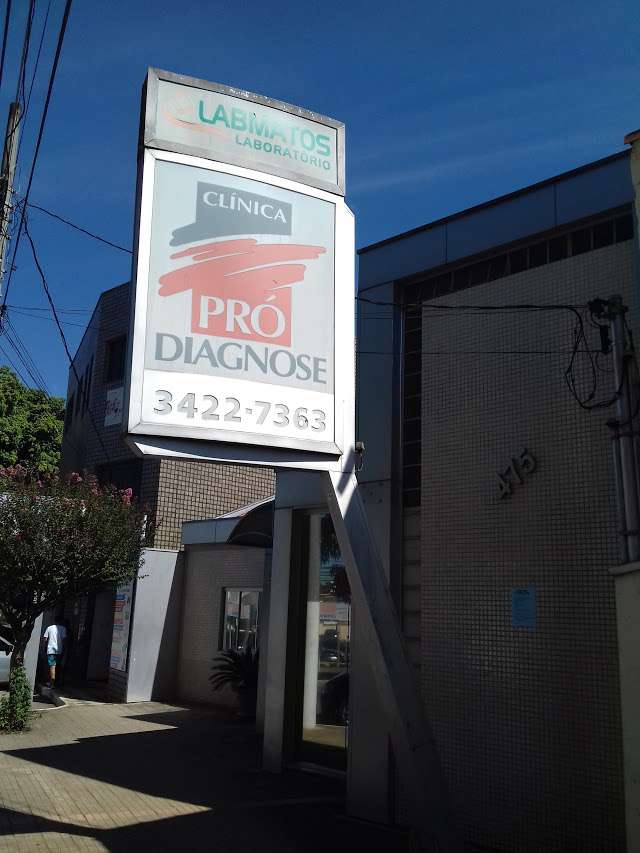 LABMATOS
LABORATÓRIO
CLÍNICA
PRÓ
DIAGNOSE
3422-7363
475